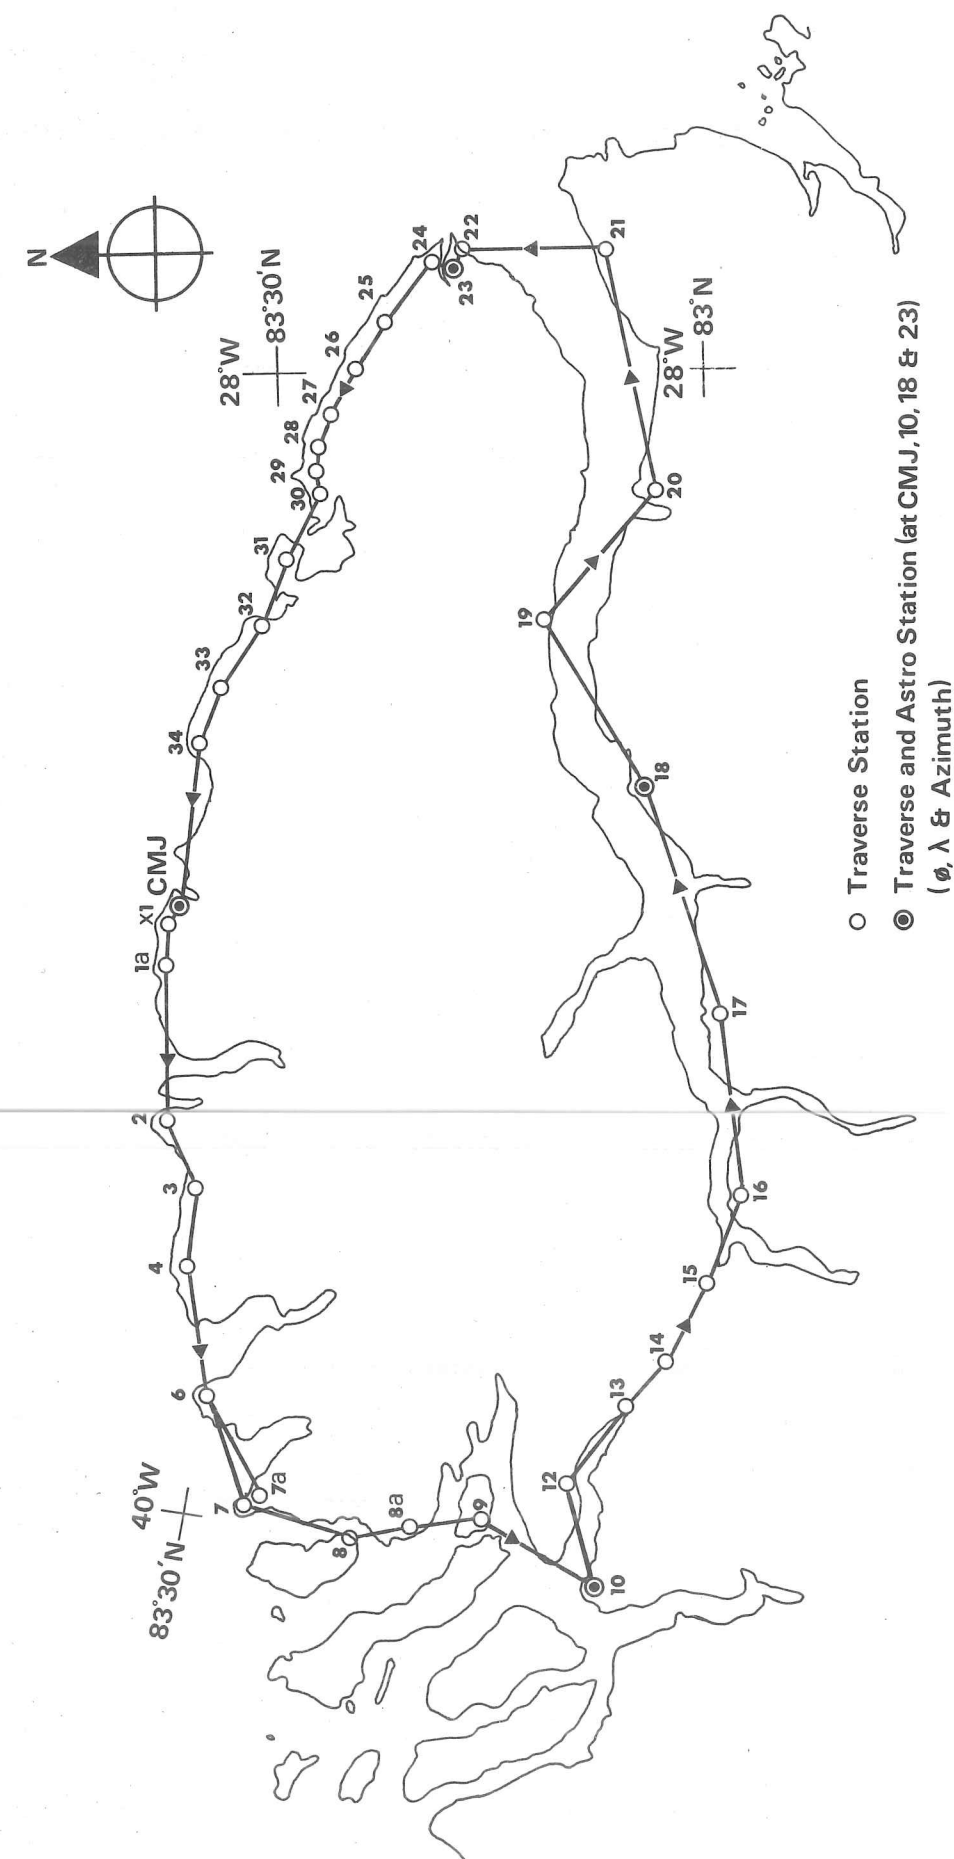 N
28°W
83°30'N
24
22
23
25
26
27
28
29
30
31
32
33
34
X1 CMJ
1a
2
3
4
6
7
7a
40°W
83°30'N
8
8a
9
10
12
13
14
15
16
17
18
19
20
21
28°W
83°N
Traverse Station
Traverse and Astro Station (at CMJ, 10, 18 & 23)
(ø, λ & Azimuth)